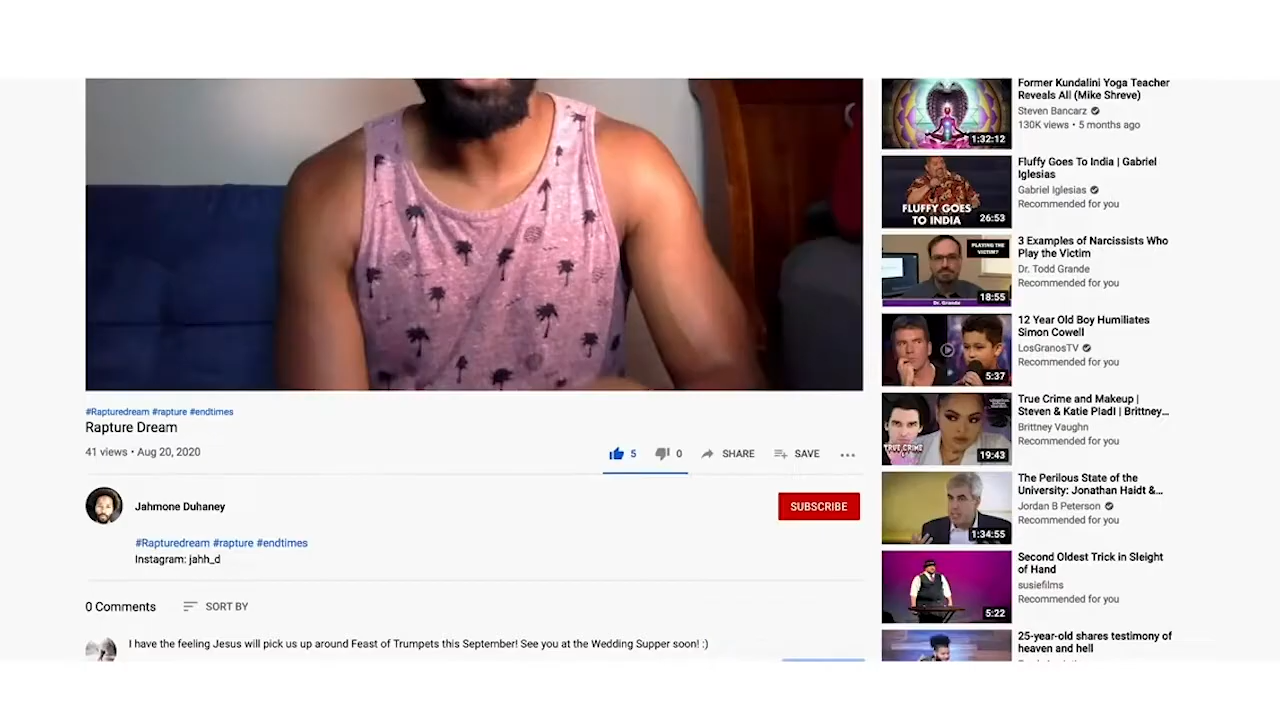 #Rapturedream #rapture #endtimes
Rapture Dream
41 views • Aug 20, 2020
5
0
SHARE
SAVE
Jahmone Duhaney
SUBSCRIBE
#Rapturedream #rapture #endtimes
Instagram: jahh_d
0 Comments
SORT BY
I have the feeling Jesus will pick us up around Feast of Trumpets this September! See you at the Wedding Supper soon! :)
1:32:12
Former Kundalini Yoga Teacher
Reveals All (Mike Shreve)
Steven Bancarz
130K views • 5 months ago
FLUFFY GOES
TO INDIA
26:53
Fluffy Goes To India | Gabriel
Iglesias
Gabriel Iglesias
Recommended for you
PLAYING THE
VICTIM?
Dr. Grande
18:55
3 Examples of Narcissists Who
Play the Victim
Dr. Todd Grande
Recommended for you
5:37
12 Year Old Boy Humiliates
Simon Cowell
LosGranosTV
Recommended for you
TRUE CRIME
19:43
True Crime and Makeup |
Steven & Katie Pladl | Brittney...
Brittney Vaughn
Recommended for you
1:34:55
The Perilous State of the
University: Jonathan Haidt &...
Jordan B Peterson
Recommended for you
5:22
Second Oldest Trick in Sleight
of Hand
susiefilms
Recommended for you
25-year-old shares testimony of
heaven and hell